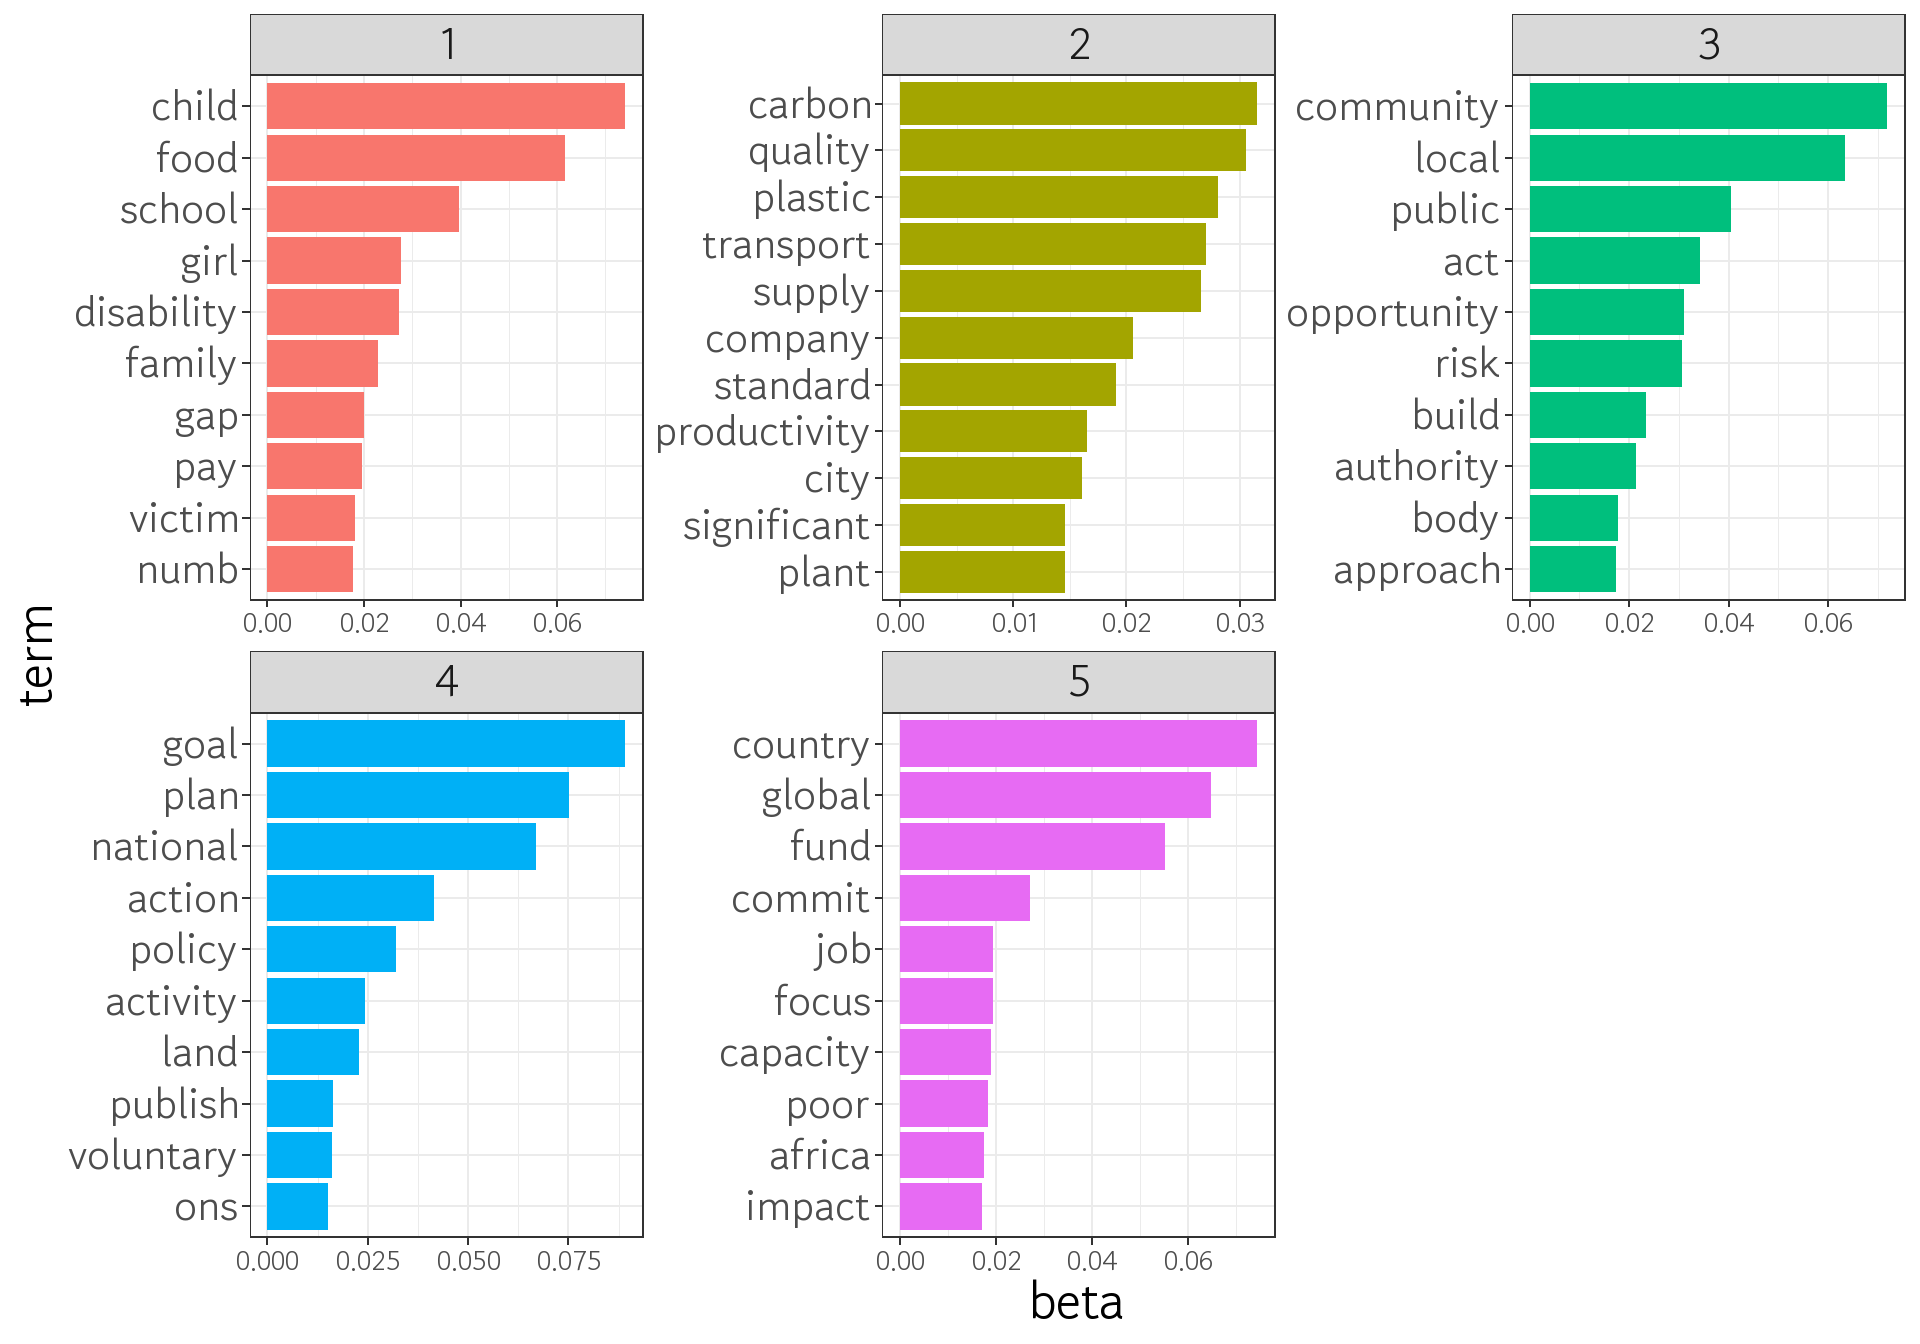 1
child
food
school
girl
disability
family
gap
pay
victim
numb
0.00 0.02 0.04 0.06
2
carbon
quality
plastic
transport
supply
company
standard
productivity
city
significant
plant
0.00 0.01 0.02 0.03
3
community
local
public
act
opportunity
risk
build
authority
body
approach
0.00 0.02 0.04 0.06
term
4
goal
plan
national
action
policy
activity
land
publish
voluntary
ons
0.000 0.025 0.050 0.075
5
country
global
fund
commit
job
focus
capacity
poor
africa
impact
0.00 0.02 0.04 0.06
beta